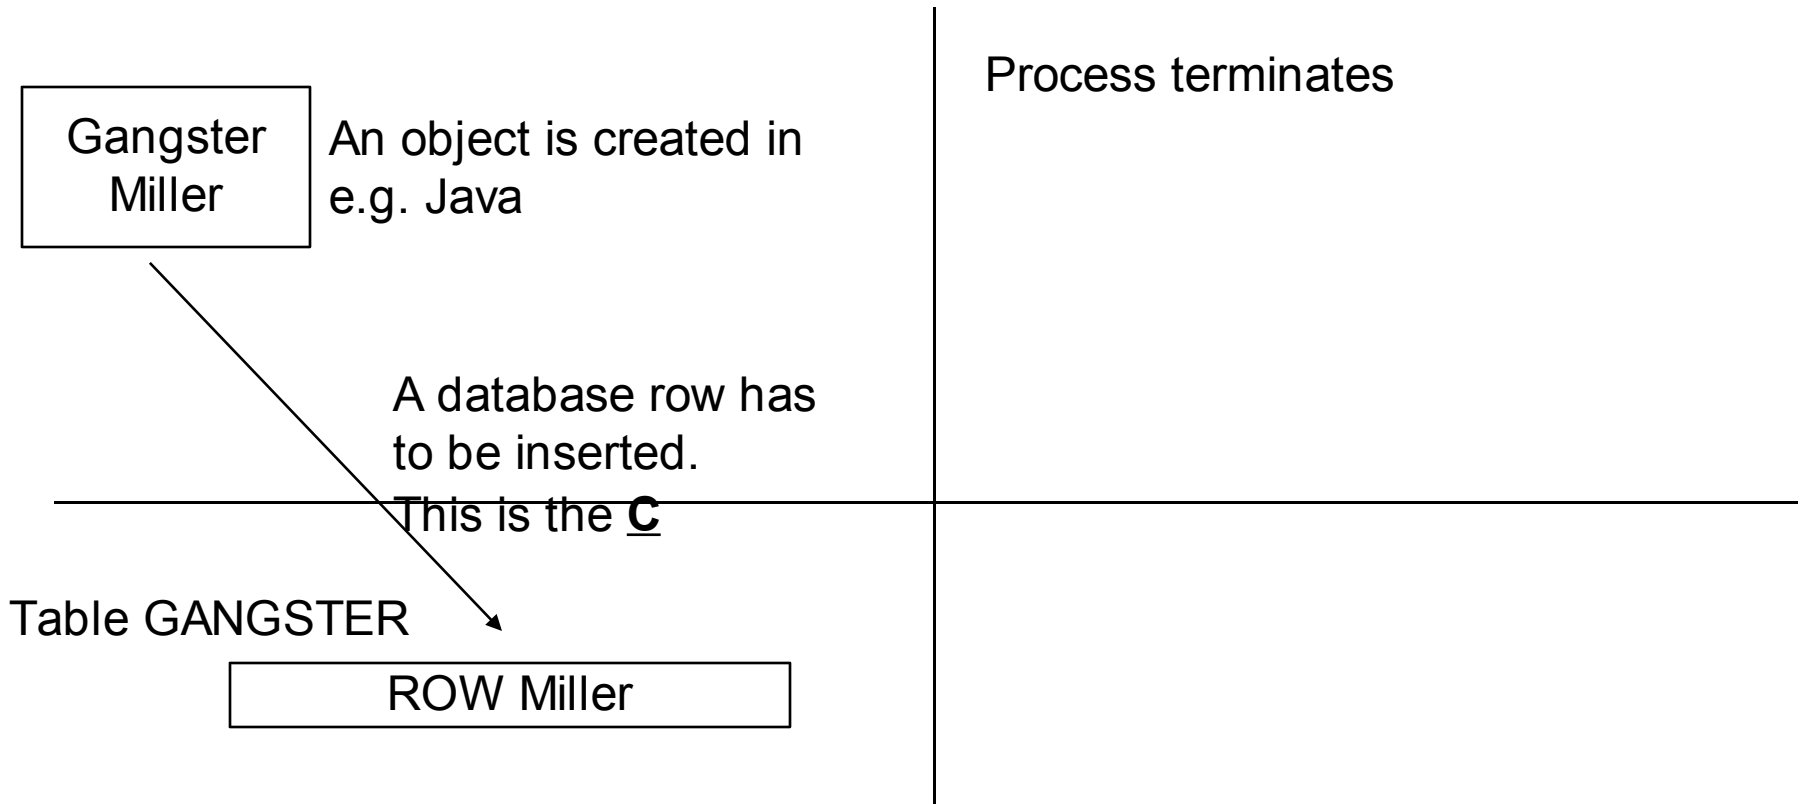 Gangster
Miller
An object is created in
e.g. Java
Process terminates
A database row has
to be inserted.
This is the C
Table GANGSTER
ROW Miller